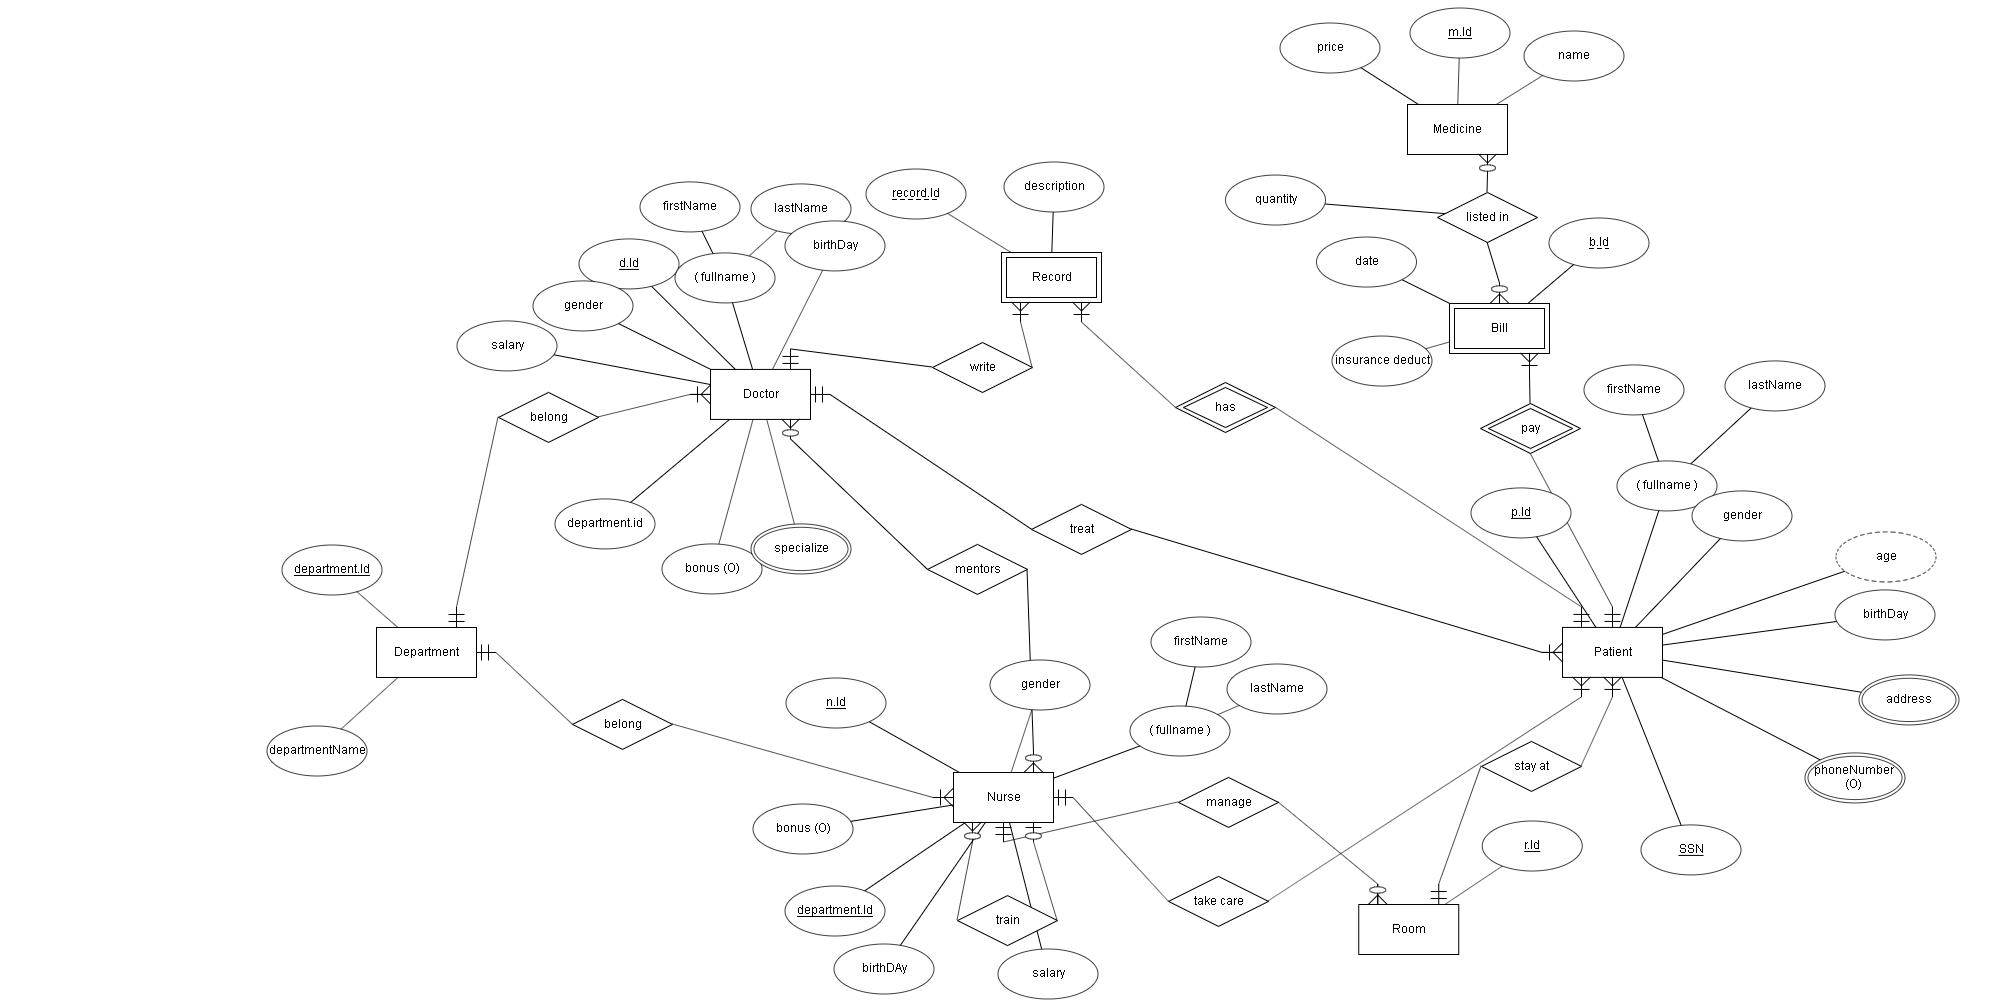 m.Id
price
name
Medicine
quantity
listed in
b.Id
date
Bill
insurance deduct
pay
record.Id
description
Record
write
has
firstName
lastName
birthDay
d.Id
( fullname )
gender
salary
Doctor
belong
department.id
bonus (O)
specialize
treat
mentors
firstName
lastName
( fullname )
p.Id
gender
age
birthDay
Patient
address
phoneNumber
(O)
SSN
department.Id
Department
departmentName
belong
n.Id
gender
firstName
lastName
( fullname )
Nurse
bonus (O)
department.Id
birthDAy
train
salary
manage
take care
stay at
r.Id
Room